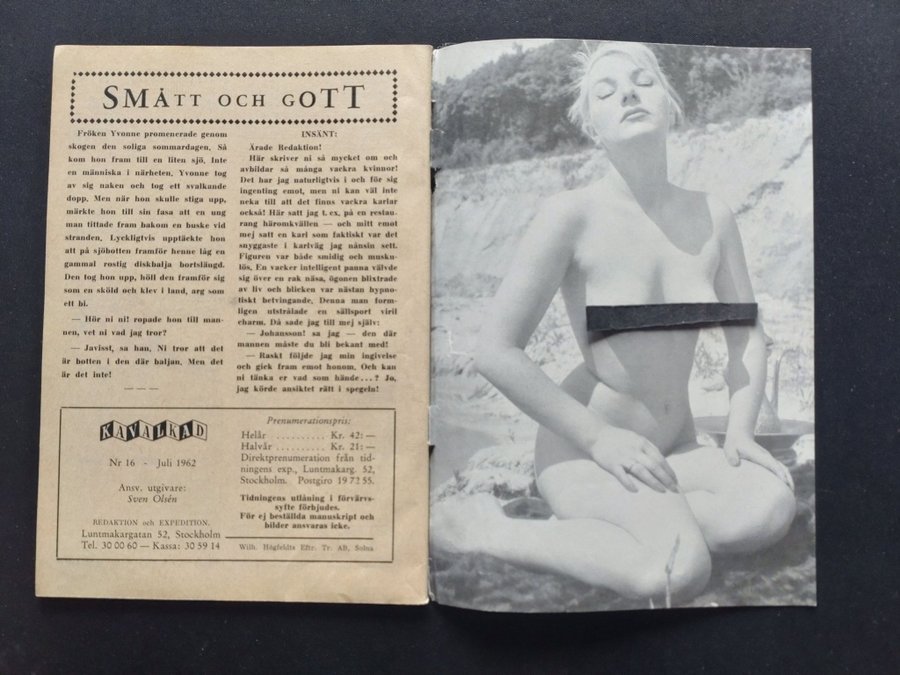 SMÅTT OCH GOTT
Fröken Yvonne promenerade genom
skogen den soliga sommardagen. Så
kom hon fram till en liten sjö. Inte
en människa i närheten. Yvonne tog
av sig naken och tog ett svalkande
dopp. Men när hon skulle stiga upp,
märkte hon till sin fasa att en ung
man tittade fram bakom en buske vid
stranden. Lyckligtvis upptäckte hon
att på sjöbotten framför henne låg en
gammal rostig diskbalja bortslängd.
Den tog hon upp, höll den framför sig
som en sköld och klev i land, arg som
ett bi.
— Hör ni ni! ropade hon till man-
nen, vet ni vad jag tror?
— Javisst, sa han. Ni tror att det
är botten i den där baljan. Men det
är det inte!
INSÄNT:
Ärade Redaktion!
Här skriver ni så mycket om och
avbildar så många vackra kvinnor!
Det har jag naturligtvis i och för sig
ingenting emot, men ni kan väl inte
neka till att det finns vackra karlar
också! Här satt jag t. ex. på en restau-
rang häromkvällen — och mitt emot
mej satt en karl som faktiskt var det
snyggaste i karlväg jag nånsin sett.
Figuren var både smidig och musku-
lös. En vacker intelligent panna välvde
sig över en rak näsa, ögonen blixtrade
av liv och blicken var nästan hypno-
tiskt betvingande. Denna man form-
ligen utstrålade en sällsport viril
charm. Då sade jag till mej själv:
— Johansson! sa jag — den där
mannen måste du bli bekant med!
— Raskt följde jag min ingivelse
och gick fram emot honom. Och kan
ni tänka er vad som hände...? Jo,
jag körde ansiktet rätt i spegeln!
KAVALKAD
Nr 16 - Juli 1962
Ansv. utgivare:
Sven Olsén
REDAKTION och EXPEDITION.
Luntmakargatan 52, Stockholm
Tel. 30 00 60 — Kassa: 30 59 14
Prenumerationspris:
Helår .......... Kr. 42: —
Halvår .......... Kr. 21: —
Direktprenumeration från tid-
ningens exp., Luntmakarg. 52,
Stockholm. Postgiro 19 72 55.
Tidningens utlåning i förvärvs-
syfte förbjudes.
För ej beställda manuskript och
bilder ansvaras icke.
Wilh. Högfeldts Eftr. Tr. AB, Solna